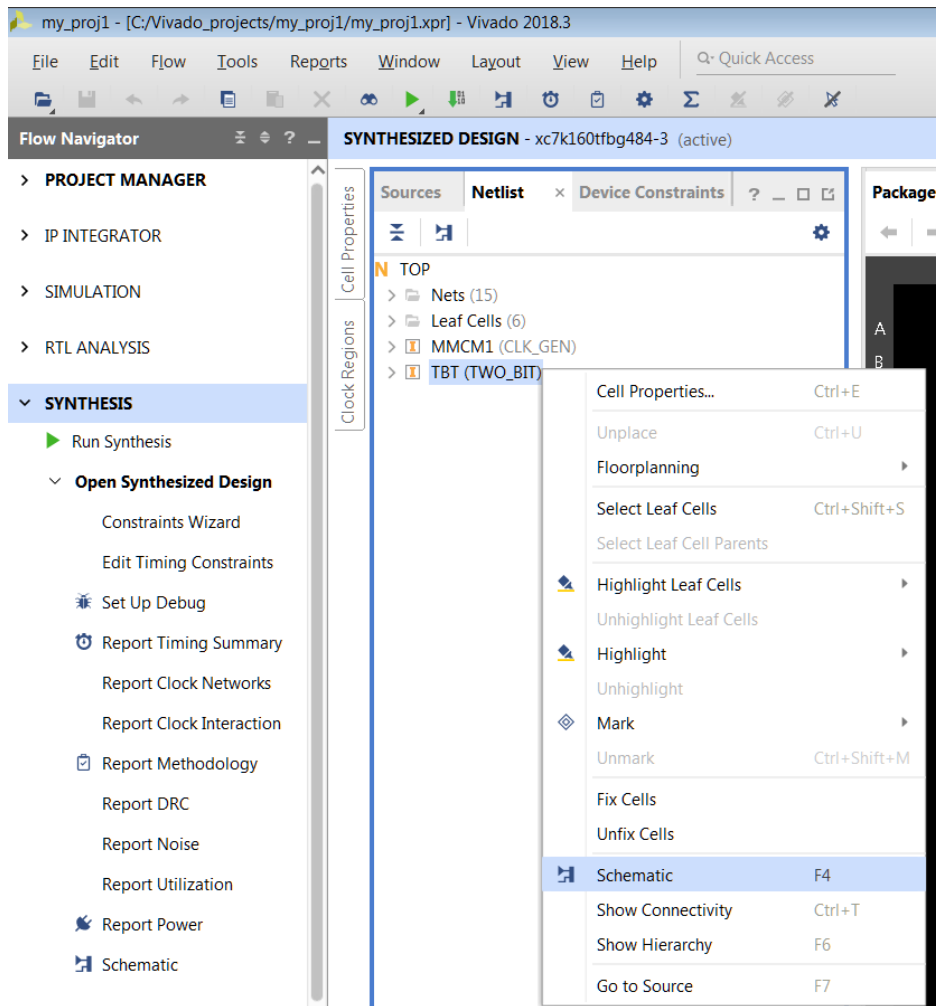 my_proj1 - [C:/Vivado_projects/my_proj1/my_proj1.xpr] - Vivado 2018.3
File Edit Flow Tools Reports Window Layout View Help Quick Access
Flow Navigator
PROJECT MANAGER
IP INTEGRATOR
SIMULATION
RTL ANALYSIS
SYNTHESIS
Run Synthesis
Open Synthesized Design
Constraints Wizard
Edit Timing Constraints
Set Up Debug
Report Timing Summary
Report Clock Networks
Report Clock Interaction
Report Methodology
Report DRC
Report Noise
Report Utilization
Report Power
Schematic
SYNTHESIZED DESIGN - xc7k160tfbg484-3 (active)
Cell Properties
Clock Regions
Sources Netlist × Device Constraints ?
N TOP
Nets (15)
Leaf Cells (6)
MMCM1 (CLK_GEN)
TBT (TWO_BIT)
Cell Properties... Ctrl+E
Unplace Ctrl+U
Floorplanning
Select Leaf Cells Ctrl+Shift+S
Select Leaf Cell Parents
Highlight Leaf Cells
Unhighlight Leaf Cells
Highlight
Unhighlight
Mark
Unmark Ctrl+Shift+M
Fix Cells
Unfix Cells
Schematic F4
Show Connectivity Ctrl+T
Show Hierarchy F6
Go to Source F7
Package
A
B